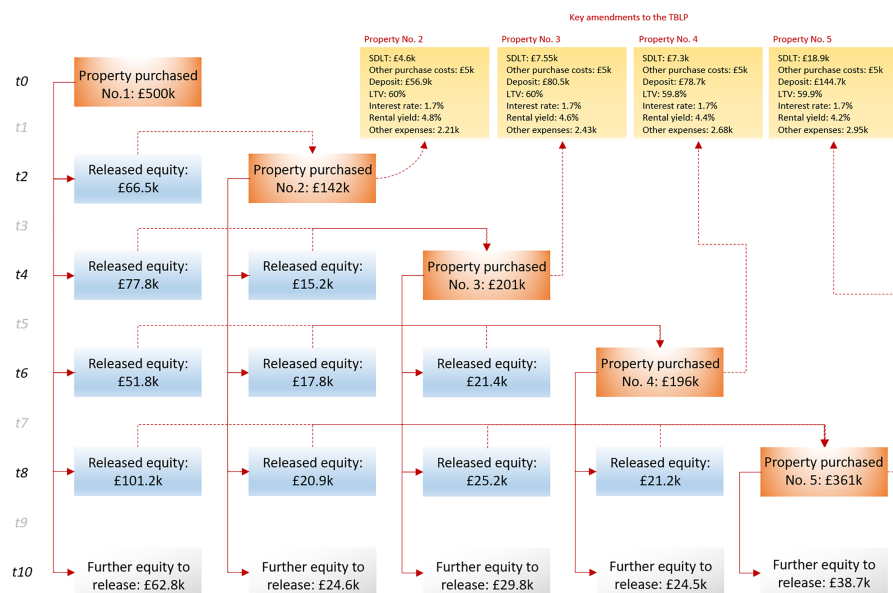 Key amendments to the TBLP
Property No. 2
SDLT: £4.6k
Other purchase costs: £5k
Deposit: £56.9k
LTV: 60%
Interest rate: 1.7%
Rental yield: 4.8%
Other expenses: 2.21k
Property No. 3
SDLT: £7.55k
Other purchase costs: £5k
Deposit: £80.5k
LTV: 60%
Interest rate: 1.7%
Rental yield: 4.6%
Other expenses: 2.43k
Property No. 4
SDLT: £7.3k
Other purchase costs: £5k
Deposit: £78.7k
LTV: 59.8%
Interest rate: 1.7%
Rental yield: 4.4%
Other expenses: 2.68k
Property No. 5
SDLT: £18.9k
Other purchase costs: £5k
Deposit: £144.7k
LTV: 59.9%
Interest rate: 1.7%
Rental yield: 4.2%
Other expenses: 2.95k
t0
Property purchased
No.1: £500k
t1
t2
Released equity:
£66.5k
Property purchased
No.2: £142k
t3
t4
Released equity:
£77.8k
Released equity:
£15.2k
Property purchased
No. 3: £201k
t5
t6
Released equity:
£51.8k
Released equity:
£17.8k
Released equity:
£21.4k
Property purchased
No. 4: £196k
t7
t8
Released equity:
£101.2k
Released equity:
£20.9k
Released equity:
£25.2k
Released equity:
£21.2k
Property purchased
No. 5: £361k
t9
t10
Further equity to
release: £62.8k
Further equity to
release: £24.6k
Further equity to
release: £29.8k
Further equity to
release: £24.5k
Further equity to
release: £38.7k